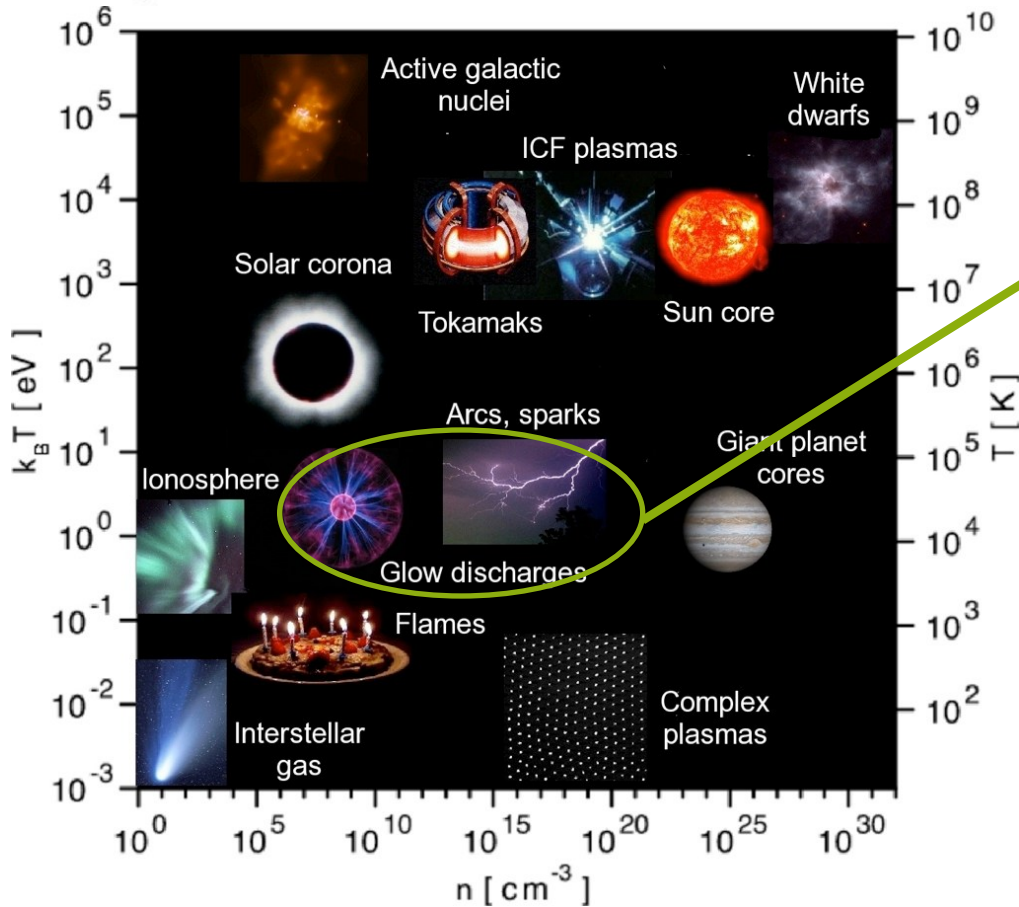 10^6
10^5
10^4
10^3
10^2
10^1
10^0
10^-1
10^-2
10^-3
k_BT [ eV ]
Active galactic
nuclei
White
dwarfs
ICF plasmas
Solar corona
Tokamaks
Sun core
Arcs, sparks
Giant planet
cores
Ionosphere
Glow discharges
Flames
Complex
plasmas
Interstellar
gas
10^10
10^9
10^8
10^7
10^6
10^5
10^4
10^3
10^2
T [ K ]
10^0
10^5
10^10
10^15
10^20
10^25
10^30
n [ cm^-3 ]